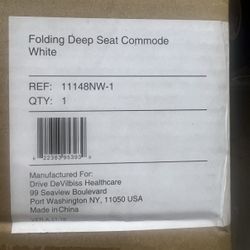 Folding Deep Seat Commode
White
REF: 11148NW-1
QTY: 1
Manufactured For:
Drive DeVilbiss Healthcare
99 Seaview Boulevard
Port Washington NY, 11050 USA
Made in China